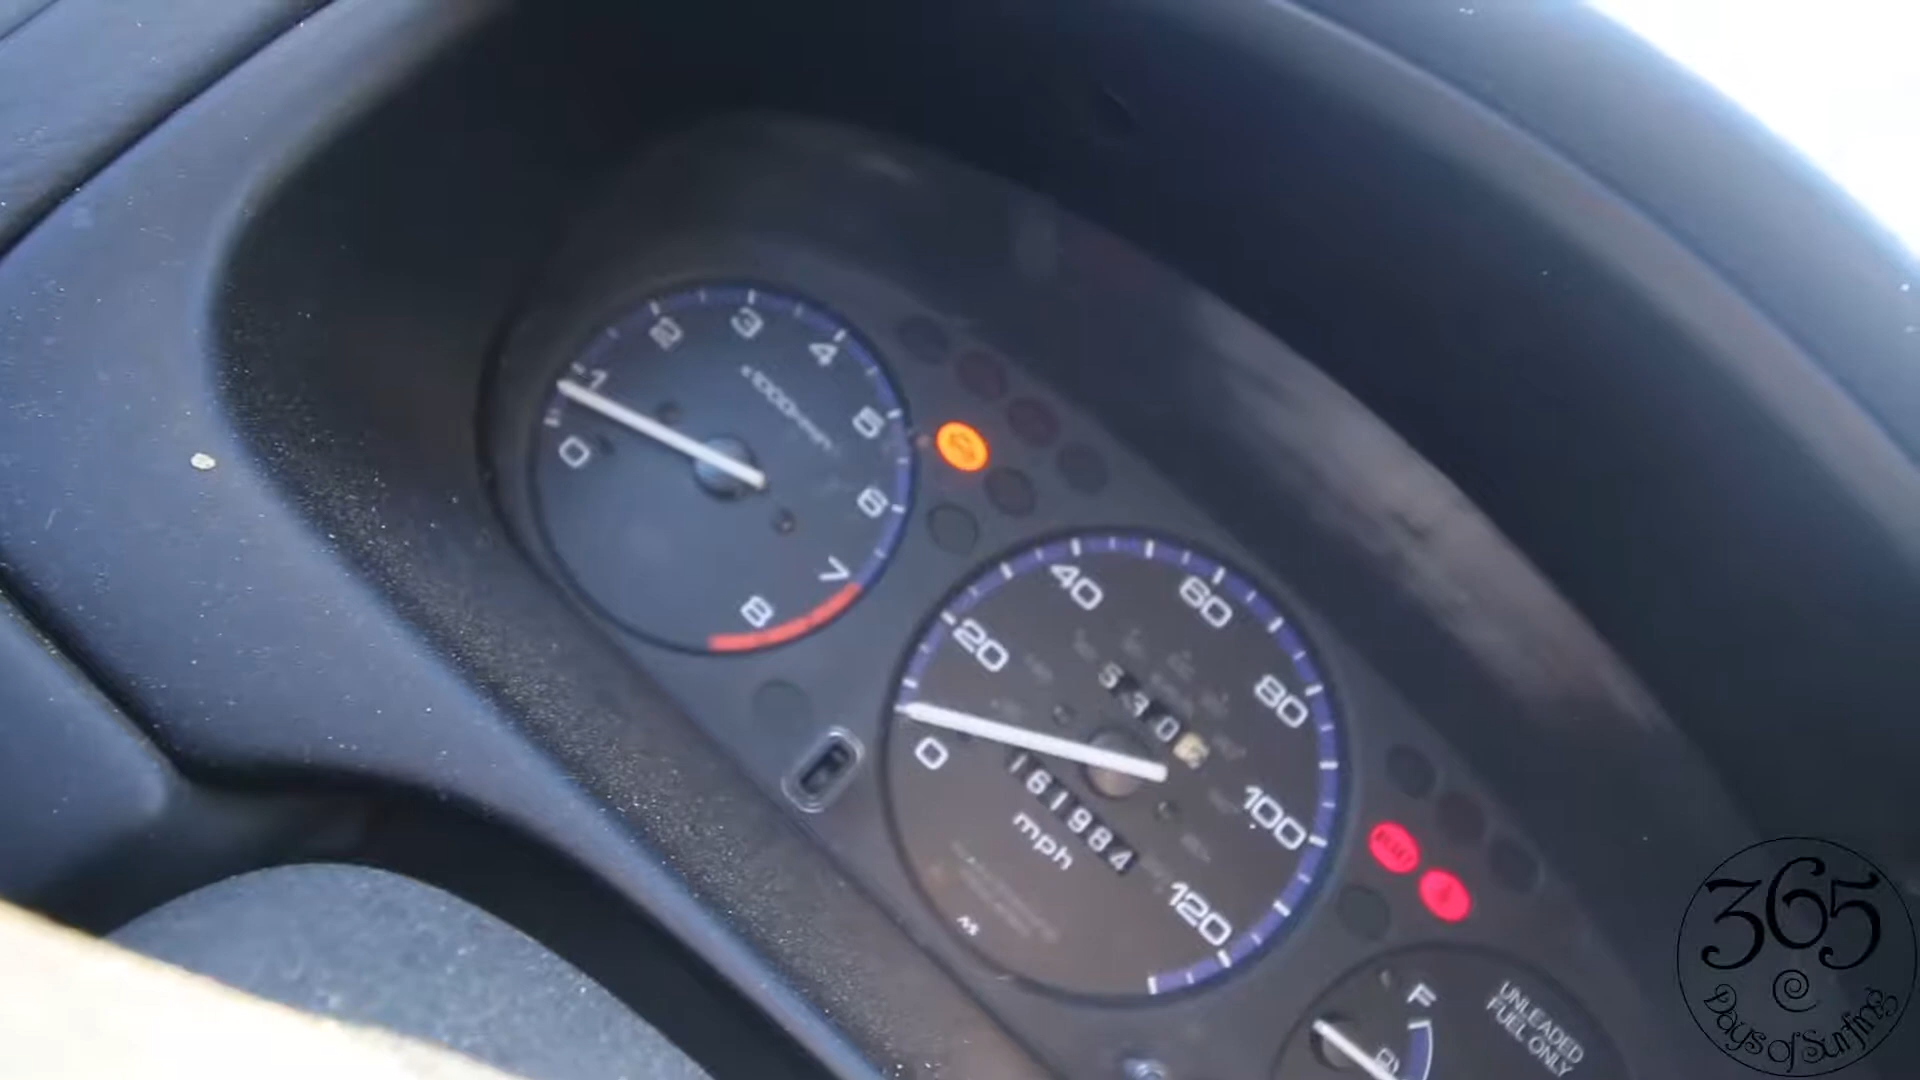 1 2 3 4 5 6 7 8
0
x1000r/min
20 40 60 80 100 120
0
530
161984
mph
F
UNLEADED
FUEL ONLY
365
Days of Surfing